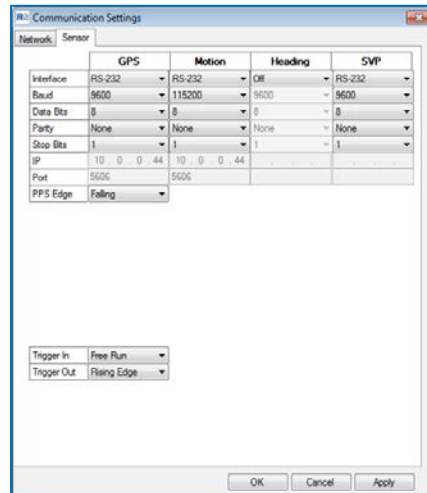 R2 Communication Settings
Network Sensor
GPS Motion Heading SVP
Interface RS-232 RS-232 Off RS-232
Baud 9600 115200 9600 9600
Data Bits 8 8 8 8
Parity None None None None
Stop Bits 1 1 1 1
IP 10 . 0 . 0 . 44 10 . 0 . 0 . 44 . . . . . .
Port 5606 5606
PPS Edge Falling
Trigger In Free Run
Trigger Out Rising Edge
OK Cancel Apply